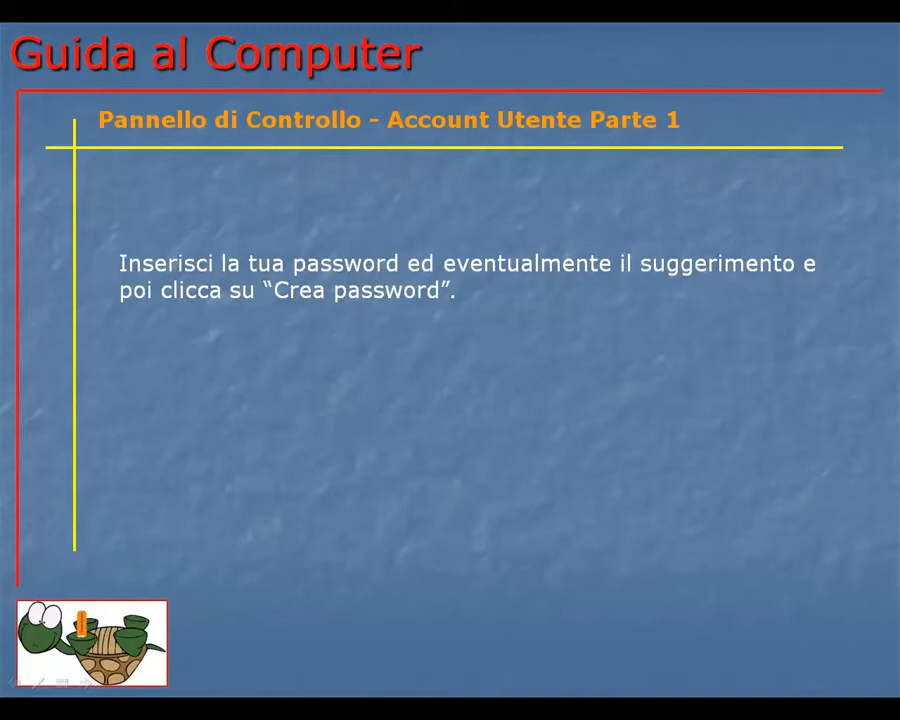 Guida al Computer
Pannello di Controllo - Account Utente Parte 1
Inserisci la tua password ed eventualmente il suggerimento e
poi clicca su “Crea password”.